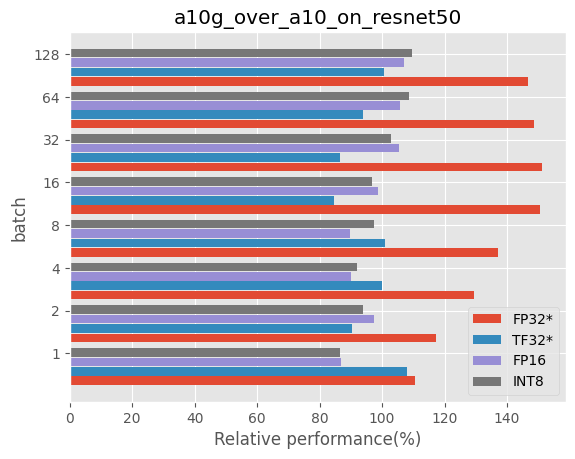 a10g_over_a10_on_resnet50
batch
128
64
32
16
8
4
2
1
FP32*
TF32*
FP16
INT8
0 20 40 60 80 100 120 140
Relative performance(%)